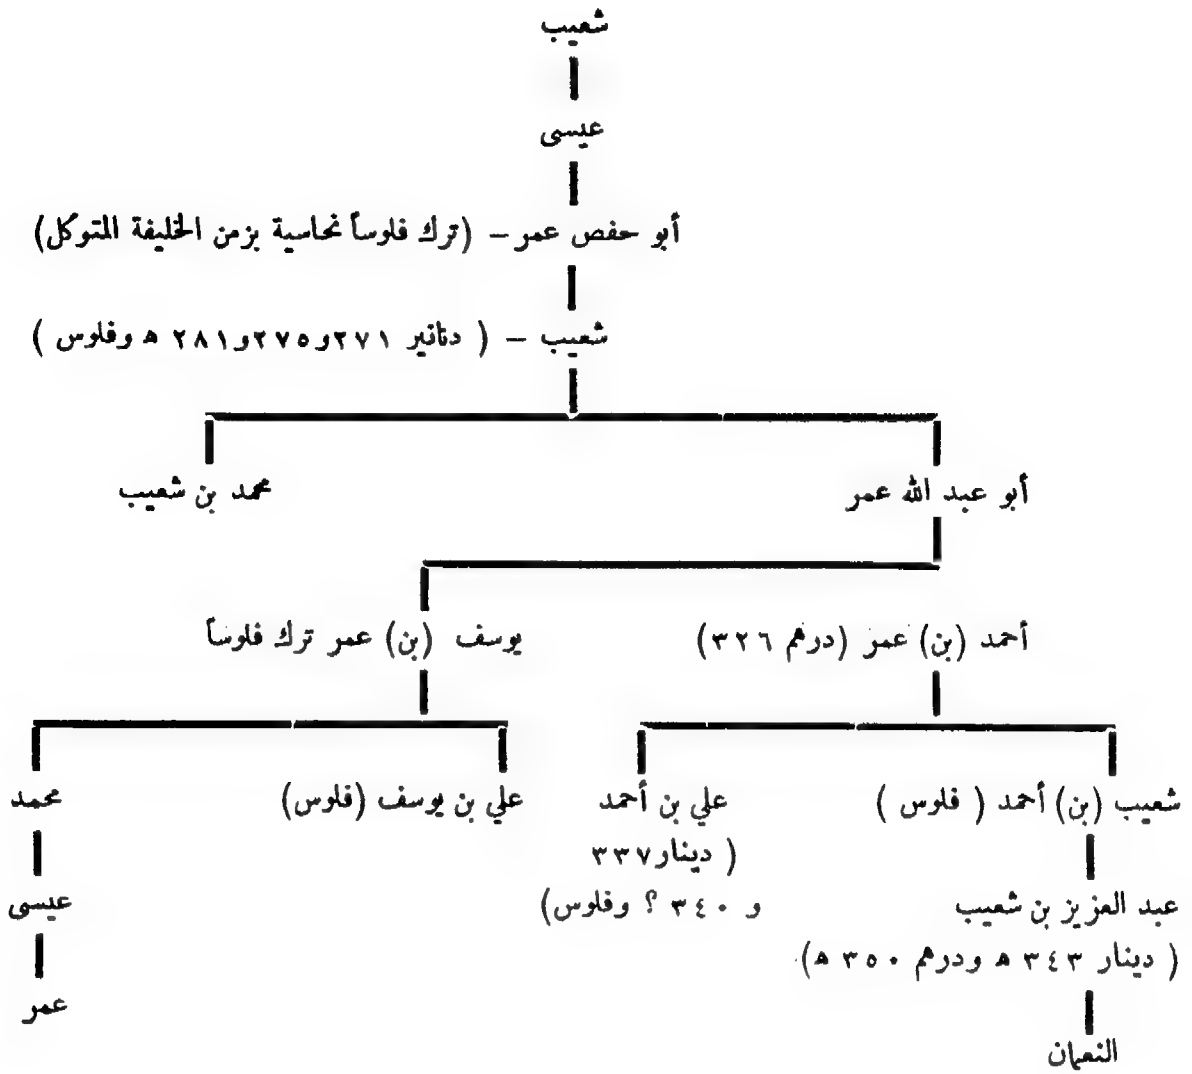 شعيب
عيسى
أبو حفص عمر – (ترك فلوساً نحاسية بزمن الخليفة المتوكل)
شعيب – ( دنانير ٢٧١ و٢٧٥ و٢٨١ ه وفلوس )
أبو عبد الله عمر
محمد بن شعيب
أحمد (بن) عمر (درهم ٣٢٦)
يوسف (بن) عمر ترك فلوساً
شعيب (بن) أحمد ( فلوس )
علي بن أحمد
( دينار ٣٣٧
و ٣٤٠ ؟ وفلوس)
علي بن يوسف (فلوس)
محمد
عبد العزيز بن شعيب
( دينار ٣٤٣ ه ودرهم ٣٥٠ ه)
عيسى
النعمان
عمر